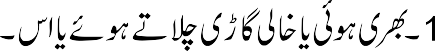 1۔بھری ہوئی یا خالی گاڑی چلاتے ہوئے یا اس۔